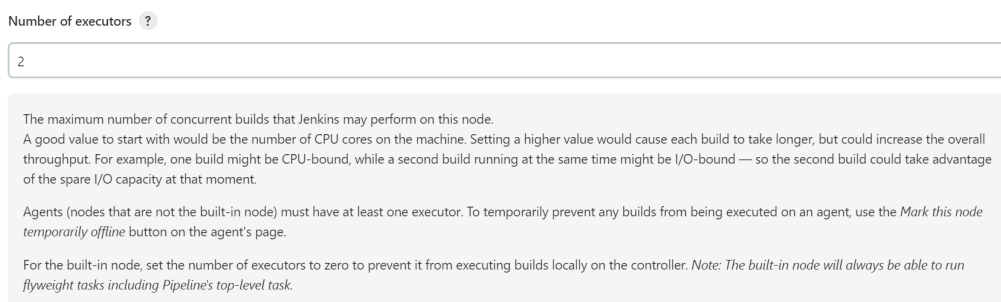 Number of executors ?
2
The maximum number of concurrent builds that Jenkins may perform on this node.
A good value to start with would be the number of CPU cores on the machine. Setting a higher value would cause each build to take longer, but could increase the overall
throughput. For example, one build might be CPU-bound, while a second build running at the same time might be I/O-bound — so the second build could take advantage
of the spare I/O capacity at that moment.
Agents (nodes that are not the built-in node) must have at least one executor. To temporarily prevent any builds from being executed on an agent, use the Mark this node
temporarily offline button on the agent's page.
For the built-in node, set the number of executors to zero to prevent it from executing builds locally on the controller. Note: The built-in node will always be able to run
flyweight tasks including Pipeline's top-level task.